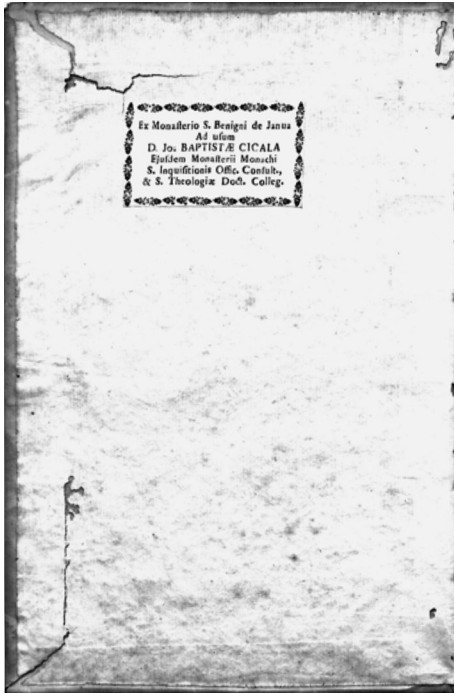 Ex Monaſterio S. Benigni de Janua
Ad uſum
D. Jo: BAPTISTÆ CICALA
Ejuſdem Monaſterii Monachi
S. Inquiſitionis Offic. Conſult.,
& S. Theologiæ Doct. Colleg.